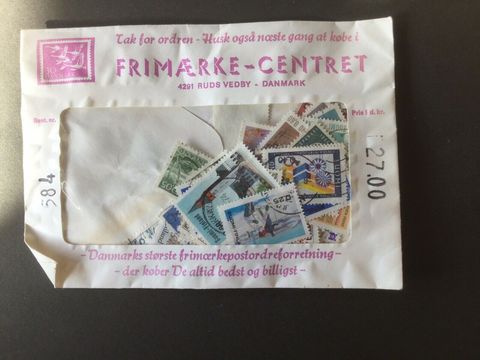 Tak for ordren - Husk også næste gang at købe i
FRIMÆRKE-CENTRET
4291 RUDS VEDBY - DANMARK
Best. nr.
Pris i d. kr.
584
27.00
- Danmarks største frimærkepostordreforretning -
- der køber De altid bedst og billigst -